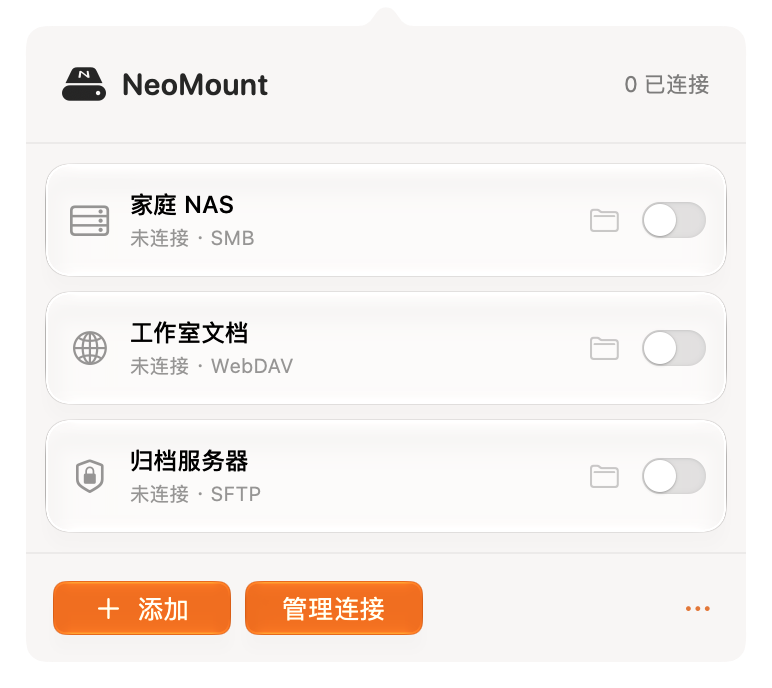 N
NeoMount
0 已连接
家庭 NAS
未连接 · SMB
工作室文档
未连接 · WebDAV
归档服务器
未连接 · SFTP
＋ 添加
管理连接